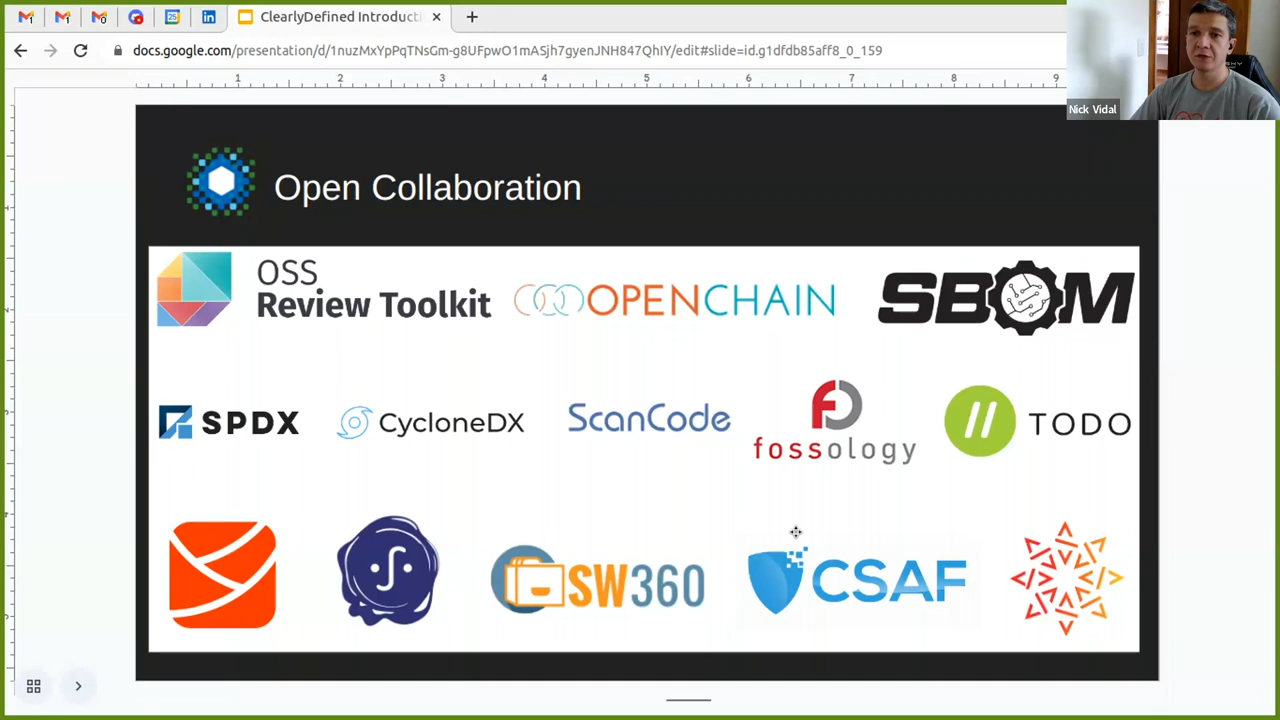 ClearlyDefined Introducti
docs.google.com/presentation/d/1nuzMxYpPqTNsGm-g8UFpwO1mASjh7gyenJNH847QhIY/edit#slide=id.g1dfdb85aff8_0_159
1 2 3 4 5 6 7 8 9
Nick Vidal
Open Collaboration
OSS
Review Toolkit
OPENCHAIN
SBOM
SPDX
CycloneDX
ScanCode
fossology
TODO
SW360
CSAF